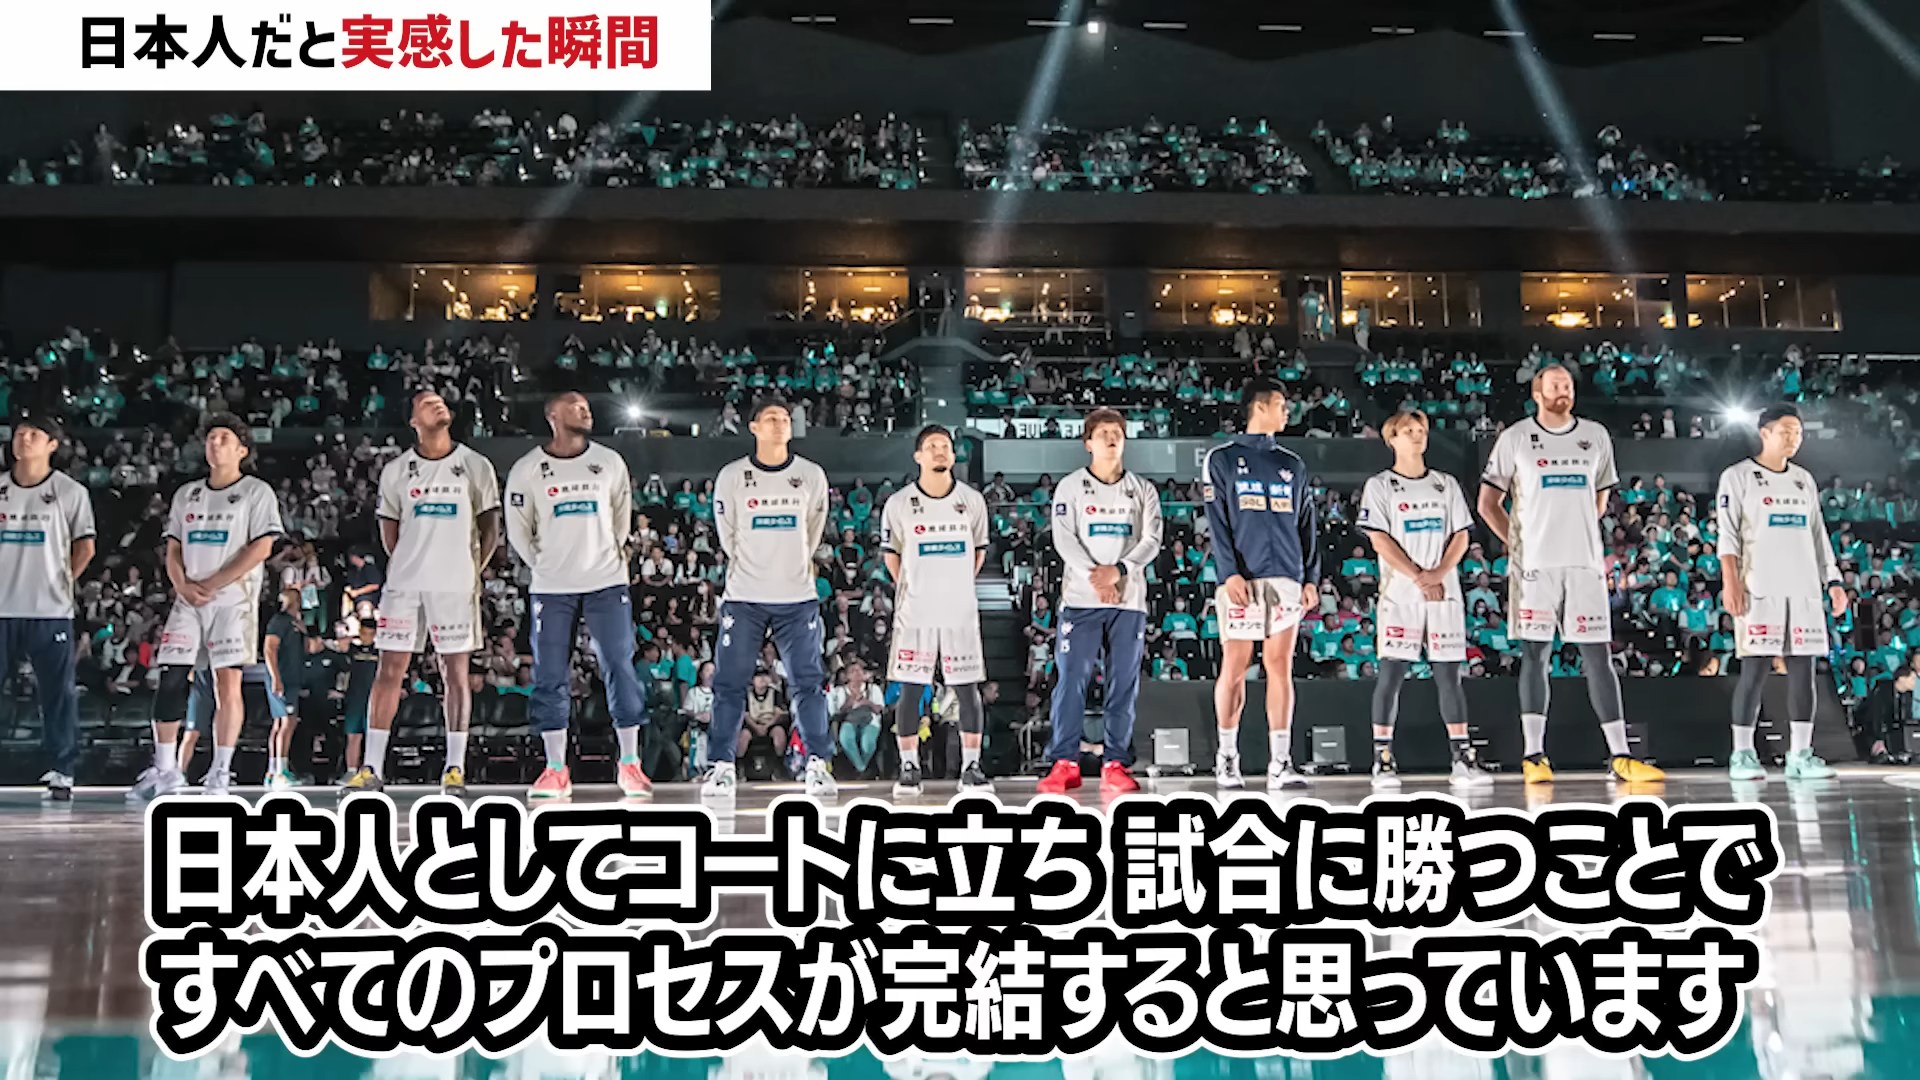 日本人だと実感した瞬間
日本人としてコートに立ち 試合に勝つことで
すべてのプロセスが完結すると思っています